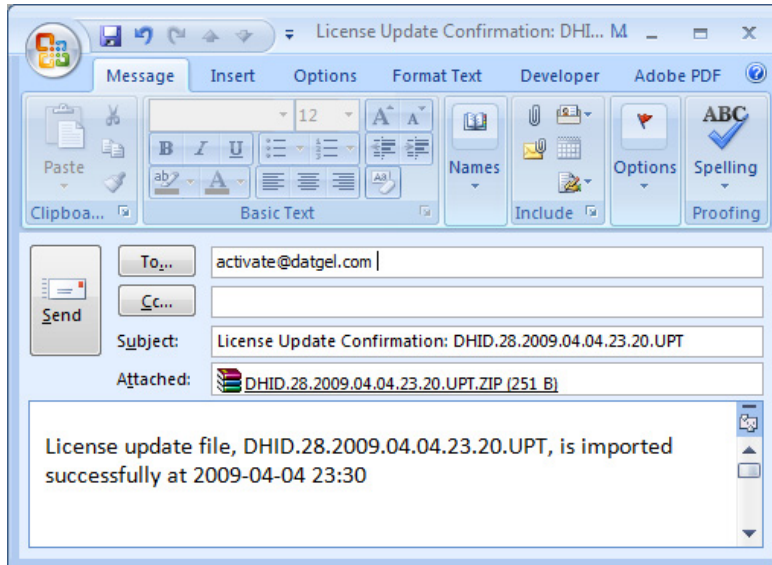 License Update Confirmation: DHI... M
Message Insert Options Format Text Developer Adobe PDF
12 A A ABC
Paste B I U Names Options Spelling
ab A Aa
Clipboa... Basic Text Include Proofing
To... activate@datgel.com
Cc...
Send
Subject: License Update Confirmation: DHID.28.2009.04.04.23.20.UPT
Attached: DHID.28.2009.04.04.23.20.UPT.ZIP (251 B)
License update file, DHID.28.2009.04.04.23.20.UPT, is imported
successfully at 2009-04-04 23:30